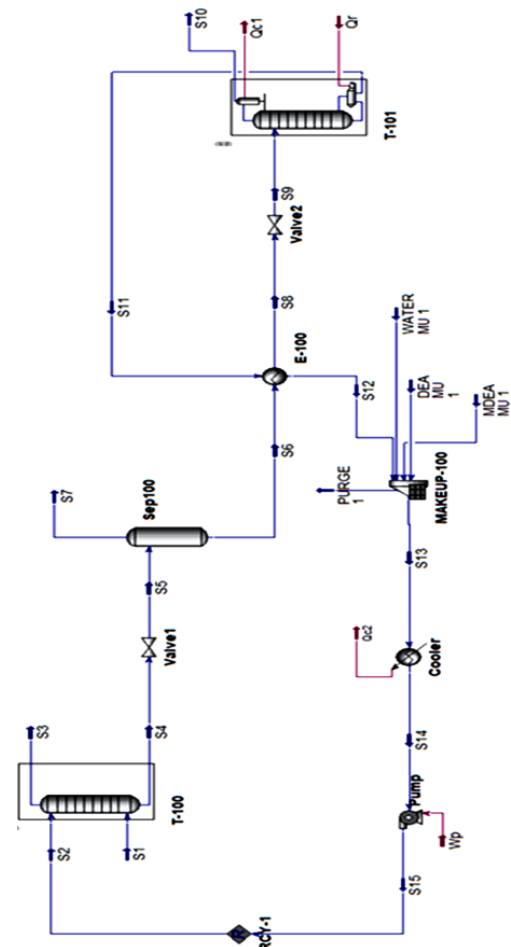 S10
Qc1
Qr
T-101
S9
Valve2
S11
S8
E-100
WATER
MU 1
DEA
MU
1
MDEA
MU 1
S12
S6
S7
Sep100
PURGE
1
MAKEUP-100
S5
S13
Valve1
Qc2
Cooler
S3
S4
S14
T-100
Pump
S2
S1
Wp
S15
RCY-1
R